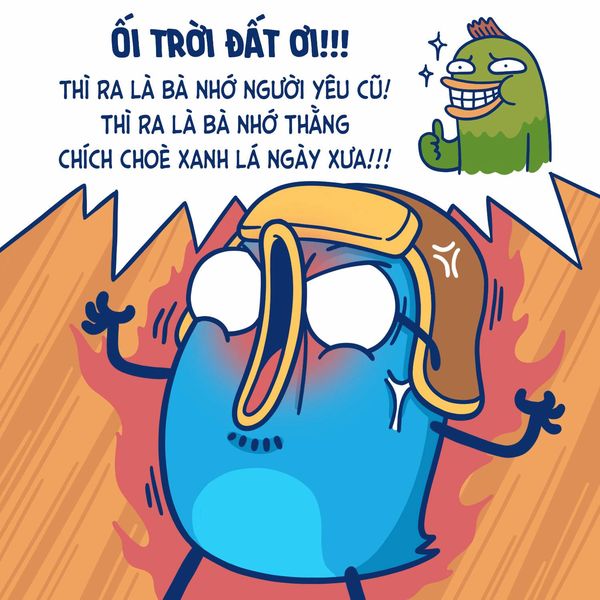 ỐI TRỜI ĐẤT ƠI!!!
THÌ RA LÀ BÀ NHỚ NGƯỜI YÊU CŨ!
THÌ RA LÀ BÀ NHỚ THẰNG
CHÍCH CHOÈ XANH LÁ NGÀY XƯA!!!